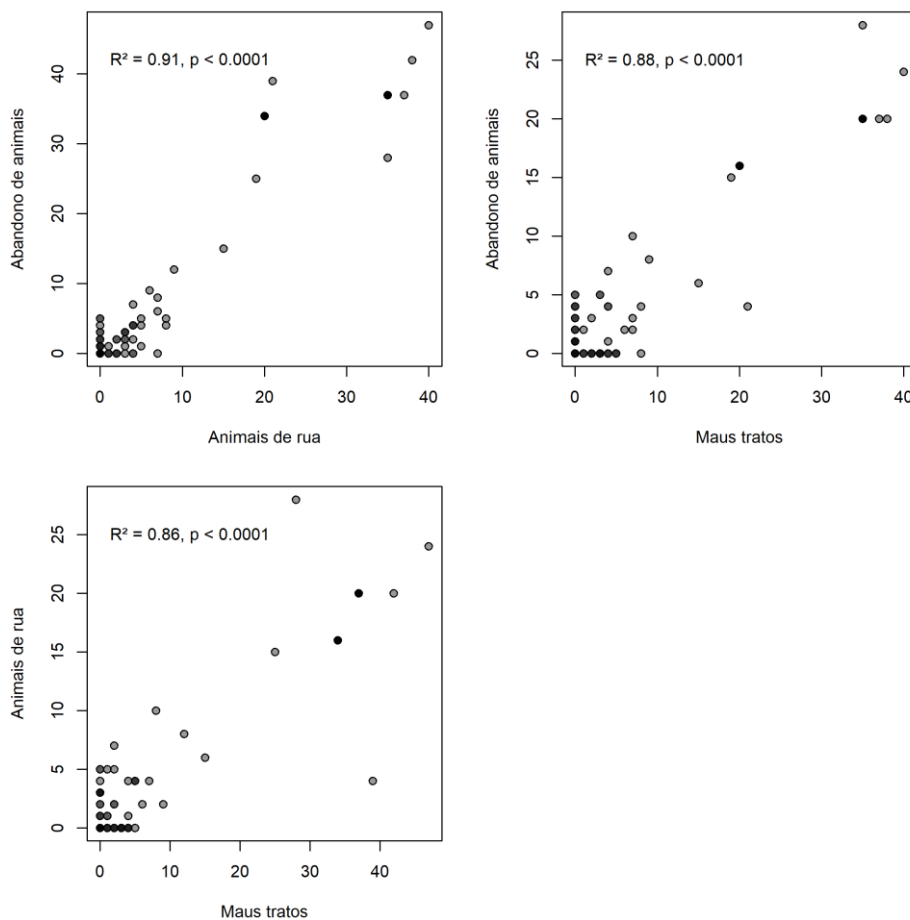 R² = 0.91, p < 0.0001
Abandono de animais
0
10
20
30
40
0 10 20 30 40
Animais de rua
R² = 0.88, p < 0.0001
Abandono de animais
0
5
10
15
20
25
0 10 20 30 40
Maus tratos
R² = 0.86, p < 0.0001
Animais de rua
0
5
10
15
20
25
0 10 20 30 40
Maus tratos